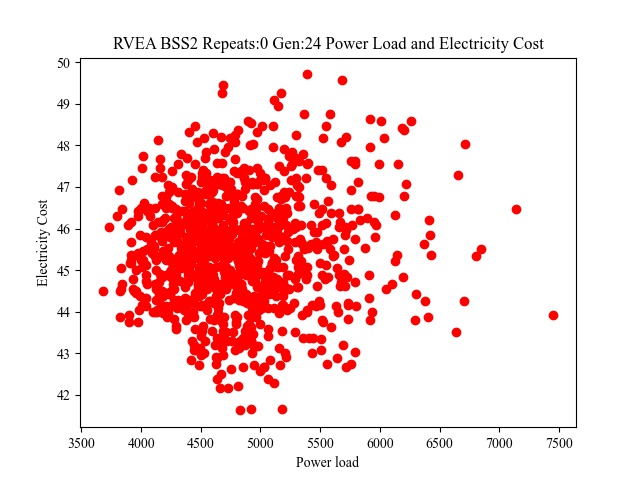 RVEA BSS2 Repeats:0 Gen:24 Power Load and Electricity Cost
50
49
48
47
46
45
44
43
42
Electricity Cost
3500 4000 4500 5000 5500 6000 6500 7000 7500
Power load